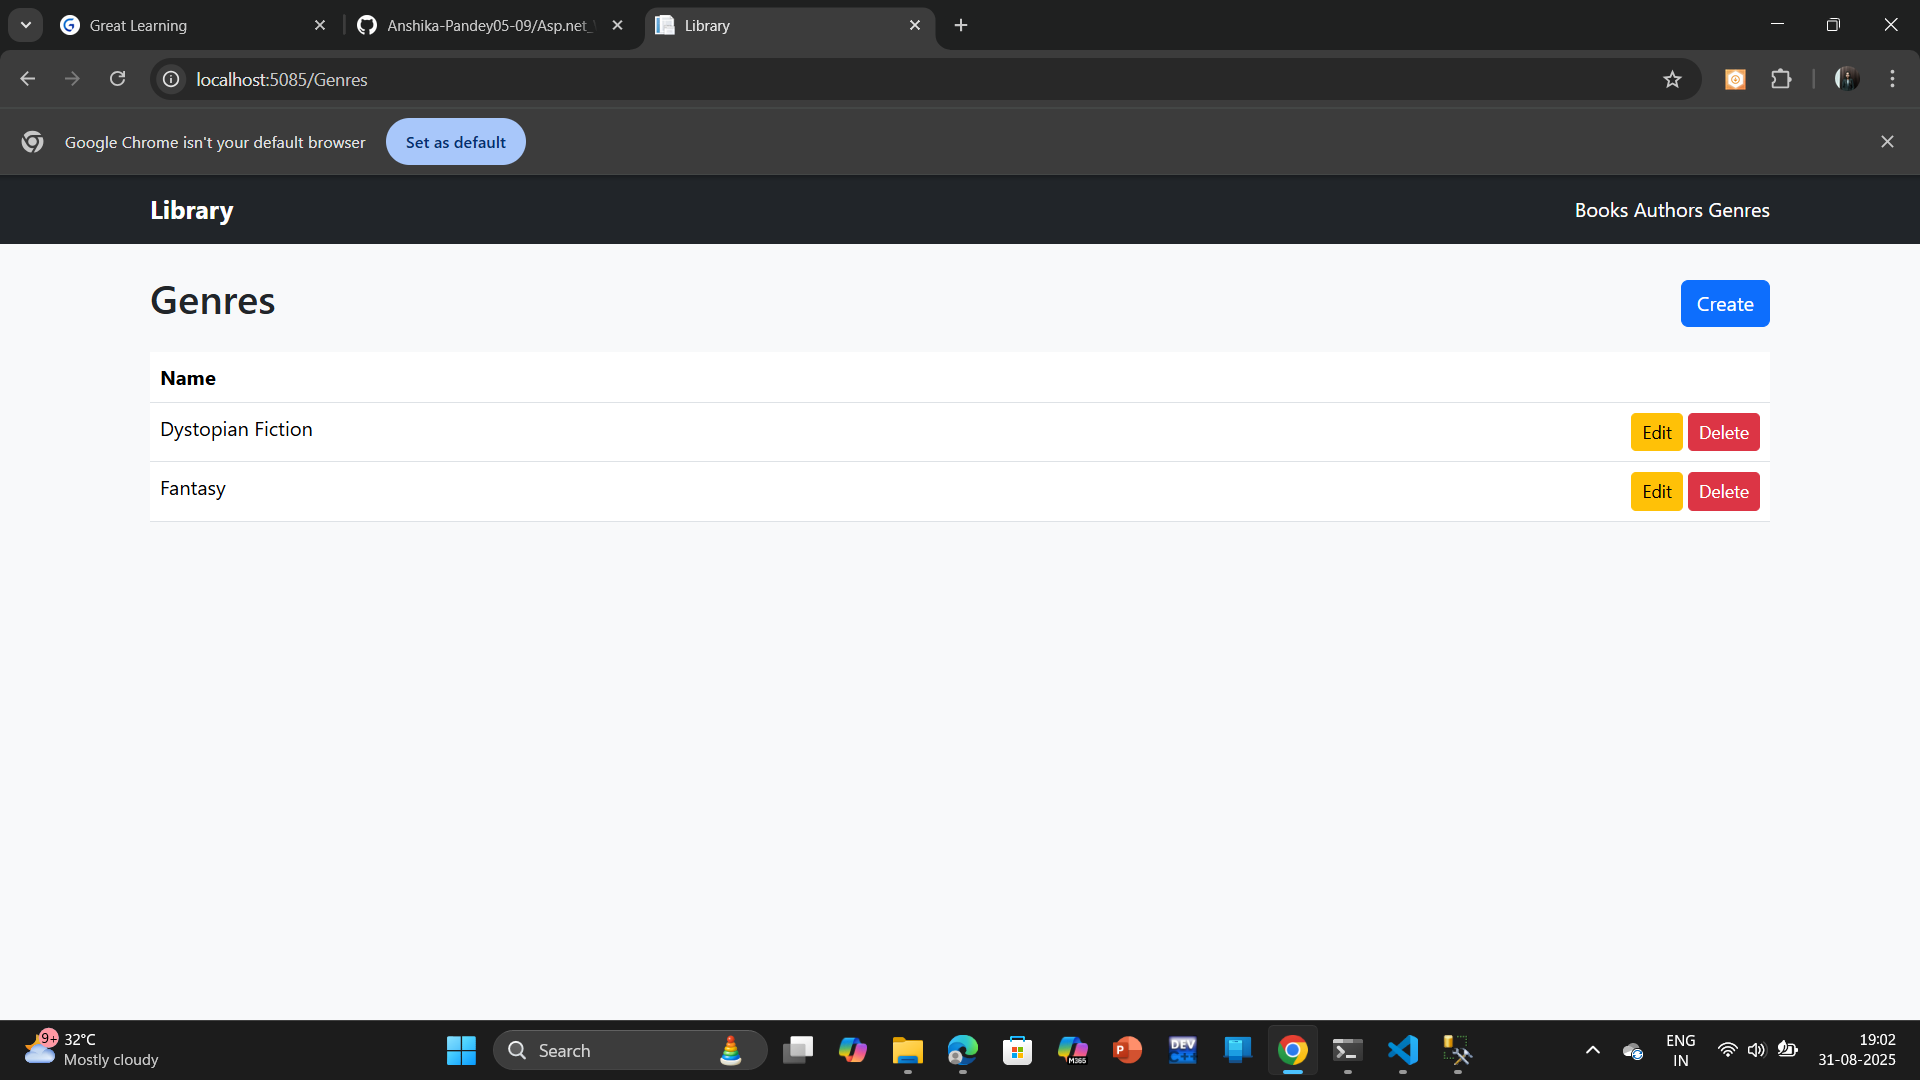 Great Learning
Anshika-Pandey05-09/Asp.net_
Library
localhost:5085/Genres
Google Chrome isn't your default browser
Set as default
Library
Books Authors Genres
Genres
Create
Name
Dystopian Fiction
Edit Delete
Fantasy
Edit Delete
9+
32°C
Mostly cloudy
Search
M365
P
DEV
ENG
IN
19:02
31-08-2025